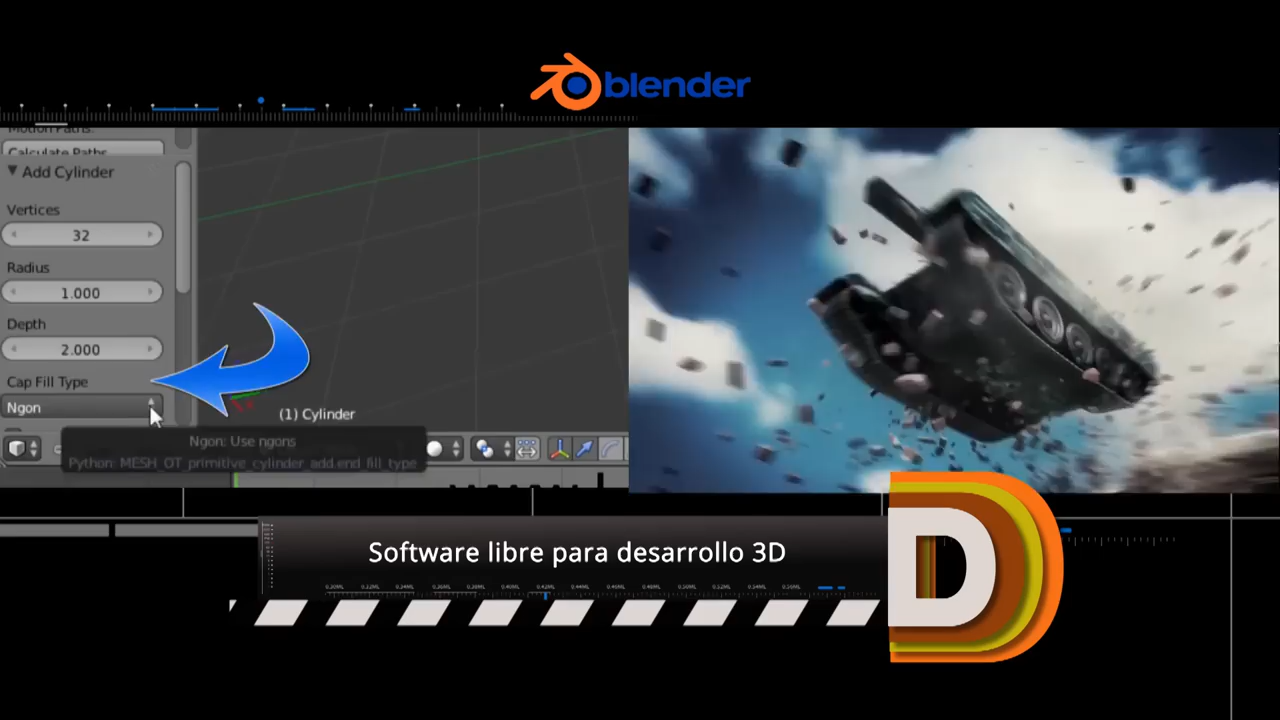 blender
Motion Paths:
Calculate Paths
Add Cylinder
Vertices
32
Radius
1.000
Depth
2.000
Cap Fill Type
Ngon
(1) Cylinder
Ngon: Use ngons
Python: MESH_OT_primitive_cylinder_add.end_fill_type
Software libre para desarrollo 3D
D